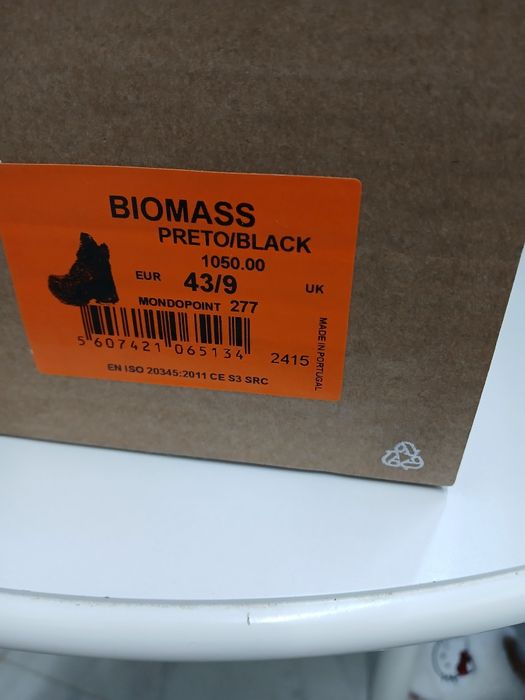 BIOMASS
PRETO/BLACK
1050.00
EUR 43/9 UK
MONDOPOINT 277
5 607421 065134
2415
MADE IN PORTUGAL
EN ISO 20345:2011 CE S3 SRC